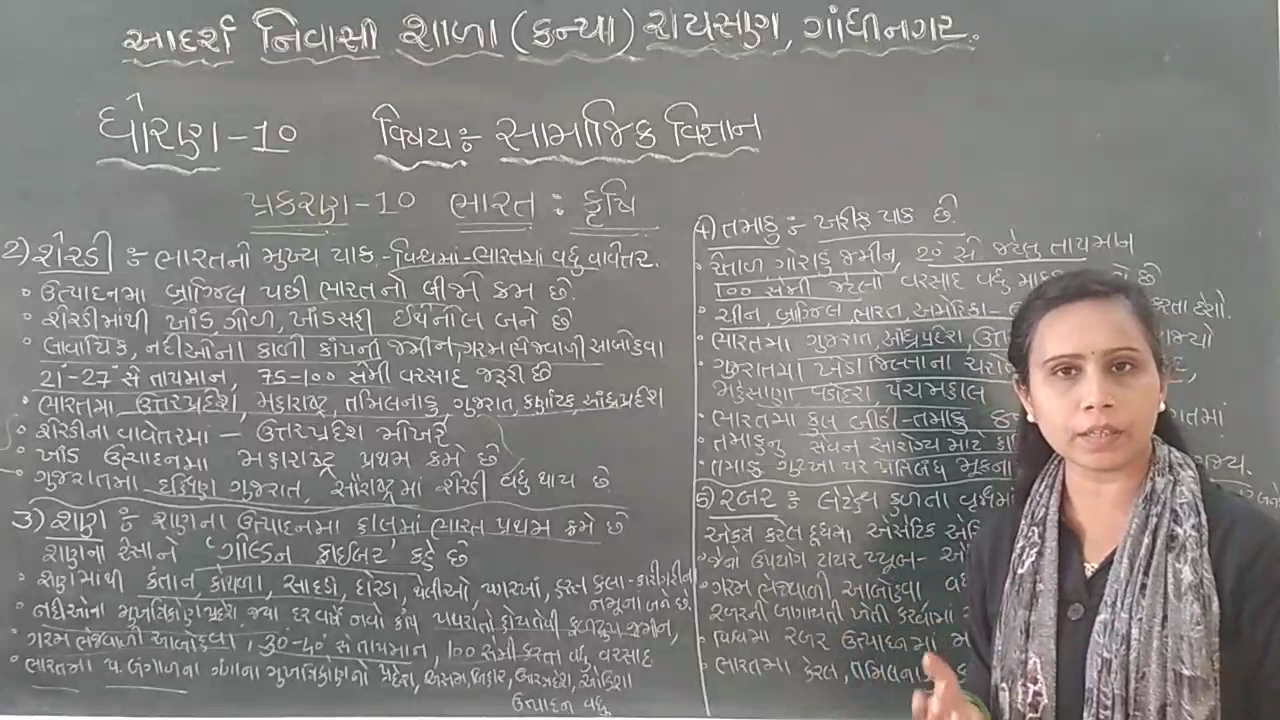 આદર્શ નિવાસી શાળા (કન્યા) રાયસણ, ગાંધીનગર.
ધોરણ-10 વિષય : સામાજિક વિજ્ઞાન
પ્રકરણ-10 ભારત : કૃષિ
2) શેરડી : ભારતનો મુખ્ય પાક - વિશ્વમાં - ભારતમાં વધુ વાવેતર.
• ઉત્પાદનમા બ્રાઝિલ પછી ભારતનો બીજો ક્રમ છે.
• શેરડીમાંથી ખાંડ, ગોળ, ખાંડસરી ઈથેનોલ બને છે
• લાવાયિક, નદીઓના કાળી કાંપની જમીન, ગરમ ભેજવાળી આબોહવા
21°-27° સે તાપમાન, 75-100 સેમી વરસાદ જરૂરી છે
• ભારતમા ઉત્તરપ્રદેશ, મહારાષ્ટ્ર, તમિલનાડુ, ગુજરાત, કર્ણાટક, આંધ્રપ્રદેશ
• શેરડીના વાવેતરમાં - ઉત્તરપ્રદેશ મોખરે
• ખાંડ ઉત્પાદનમા મહારાષ્ટ્ર પ્રથમ ક્રમે છે
• ગુજરાતમા દક્ષિણ ગુજરાત, સૌરાષ્ટ્રમાં શેરડી વધુ થાય છે.
3) શણ : શણના ઉત્પાદનમા હાલમાં ભારત પ્રથમ ક્રમે છે
શણના રેસાને 'ગોલ્ડન ફાઈબર' કહે છે
• શણમાથી કંતાન, કોથળા, સાદડી, દોરડા, થેલીઓ, પગરખાં, હસ્ત કલા-કારીગરીના
નમૂના બને છે.
• નદીઓના મુખત્રિકોણ પ્રદેશ જ્યા દર વર્ષે નવો કાંપ પથરાતો હોય તેવી ફળદ્રુપ જમીન,
• ગરમ ભેજવાળી આબોહવા, 30-40° સે તાપમાન, 100 સેમી કરતા વધુ વરસાદ
• ભારતમા પ.બંગાળના ગંગાના મુખત્રિકોણનો પ્રદેશ, અસમ, બિહાર, ઓડિશા
ઉત્પાદન વધુ
4) તમાકુ : ખરીફ પાક છે.
• રેતાળ ગોરાડુ જમીન, 20° સે જેટલુ તાપમાન
100 સેમી જેટલો વરસાદ વધુ છે
• ચીન, બ્રાઝિલ, ભારત, અમેરિકા - કરતા દેશો.
• ભારતમા ગુજરાત, આંધ્રપ્રદેશ,
• ગુજરાતમા ખેડા જિલ્લાના
મહેસાણા વડોદરા, પંચમહાલ
• ભારતમા કુલ બીડી-તમાકુ
• તમાકુનુ સેવન આરોગ્ય માટે
• તમાકુ ગુટખા પર પ્રતિબંધ
5) રબર : લેટેક્ષ કુળના વૃક્ષમાં
એકત્ર કરેલ દૂધમા એસેટિક
• જેનો ઉપયોગ ટાયર ટ્યૂબ-
• ગરમ ભેજવાળી આબોહવા
રબરની બગાયતી ખેતી કરવામાં
• વિશ્વમા રબર ઉત્પાદનમાં
• ભારતમા કેરલ,